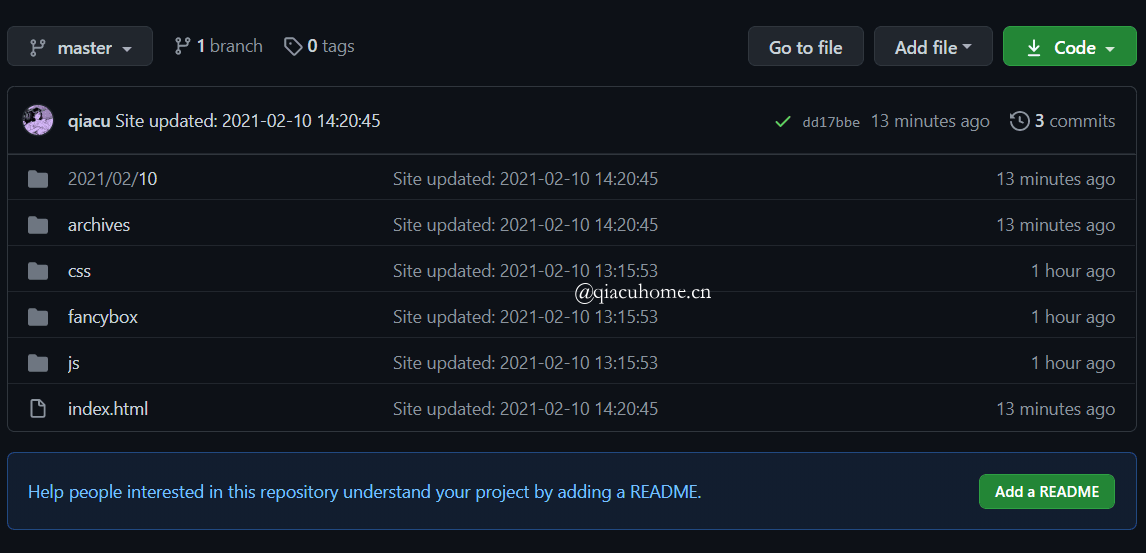 master 1 branch 0 tags Go to file Add file Code
qiacu Site updated: 2021-02-10 14:20:45 dd17bbe 13 minutes ago 3 commits
2021/02/10 Site updated: 2021-02-10 14:20:45 13 minutes ago
archives Site updated: 2021-02-10 14:20:45 13 minutes ago
css Site updated: 2021-02-10 13:15:53 1 hour ago
@qiacuhome.cn
fancybox Site updated: 2021-02-10 13:15:53 1 hour ago
js Site updated: 2021-02-10 13:15:53 1 hour ago
index.html Site updated: 2021-02-10 14:20:45 13 minutes ago
Help people interested in this repository understand your project by adding a README. Add a README